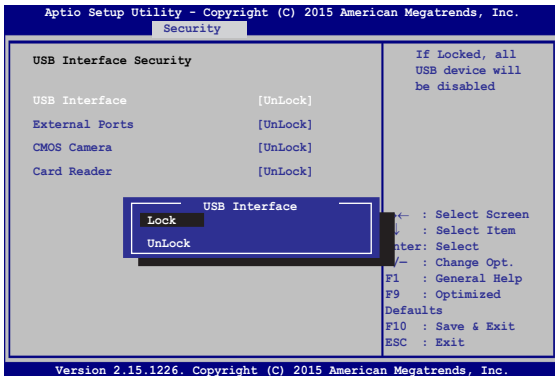 Aptio Setup Utility - Copyright (C) 2015 American Megatrends, Inc.
Security
USB Interface Security
USB Interface [UnLock]
External Ports [UnLock]
CMOS Camera [UnLock]
Card Reader [UnLock]
USB Interface
Lock
UnLock
If Locked, all
USB device will
be disabled
← : Select Screen
↓ : Select Item
nter: Select
/— : Change Opt.
F1 : General Help
F9 : Optimized
Defaults
F10 : Save & Exit
ESC : Exit
Version 2.15.1226. Copyright (C) 2015 American Megatrends, Inc.